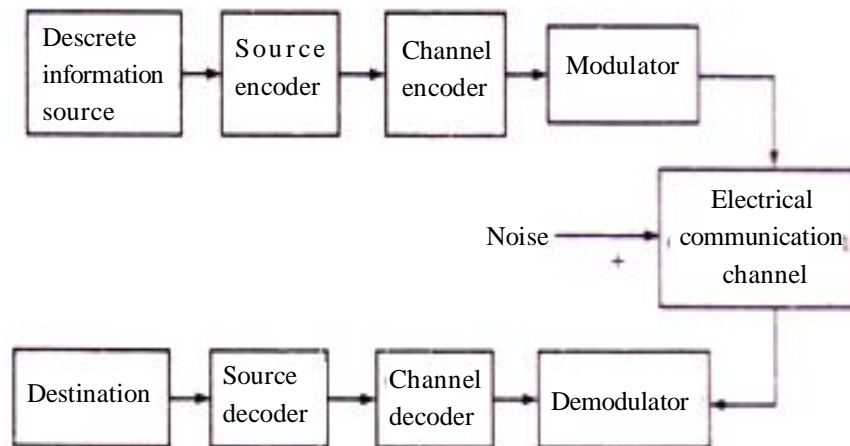 Descrete
information
source
Source
encoder
Channel
encoder
Modulator
Electrical
communication
channel
Noise
+
Destination
Source
decoder
Channel
decoder
Demodulator